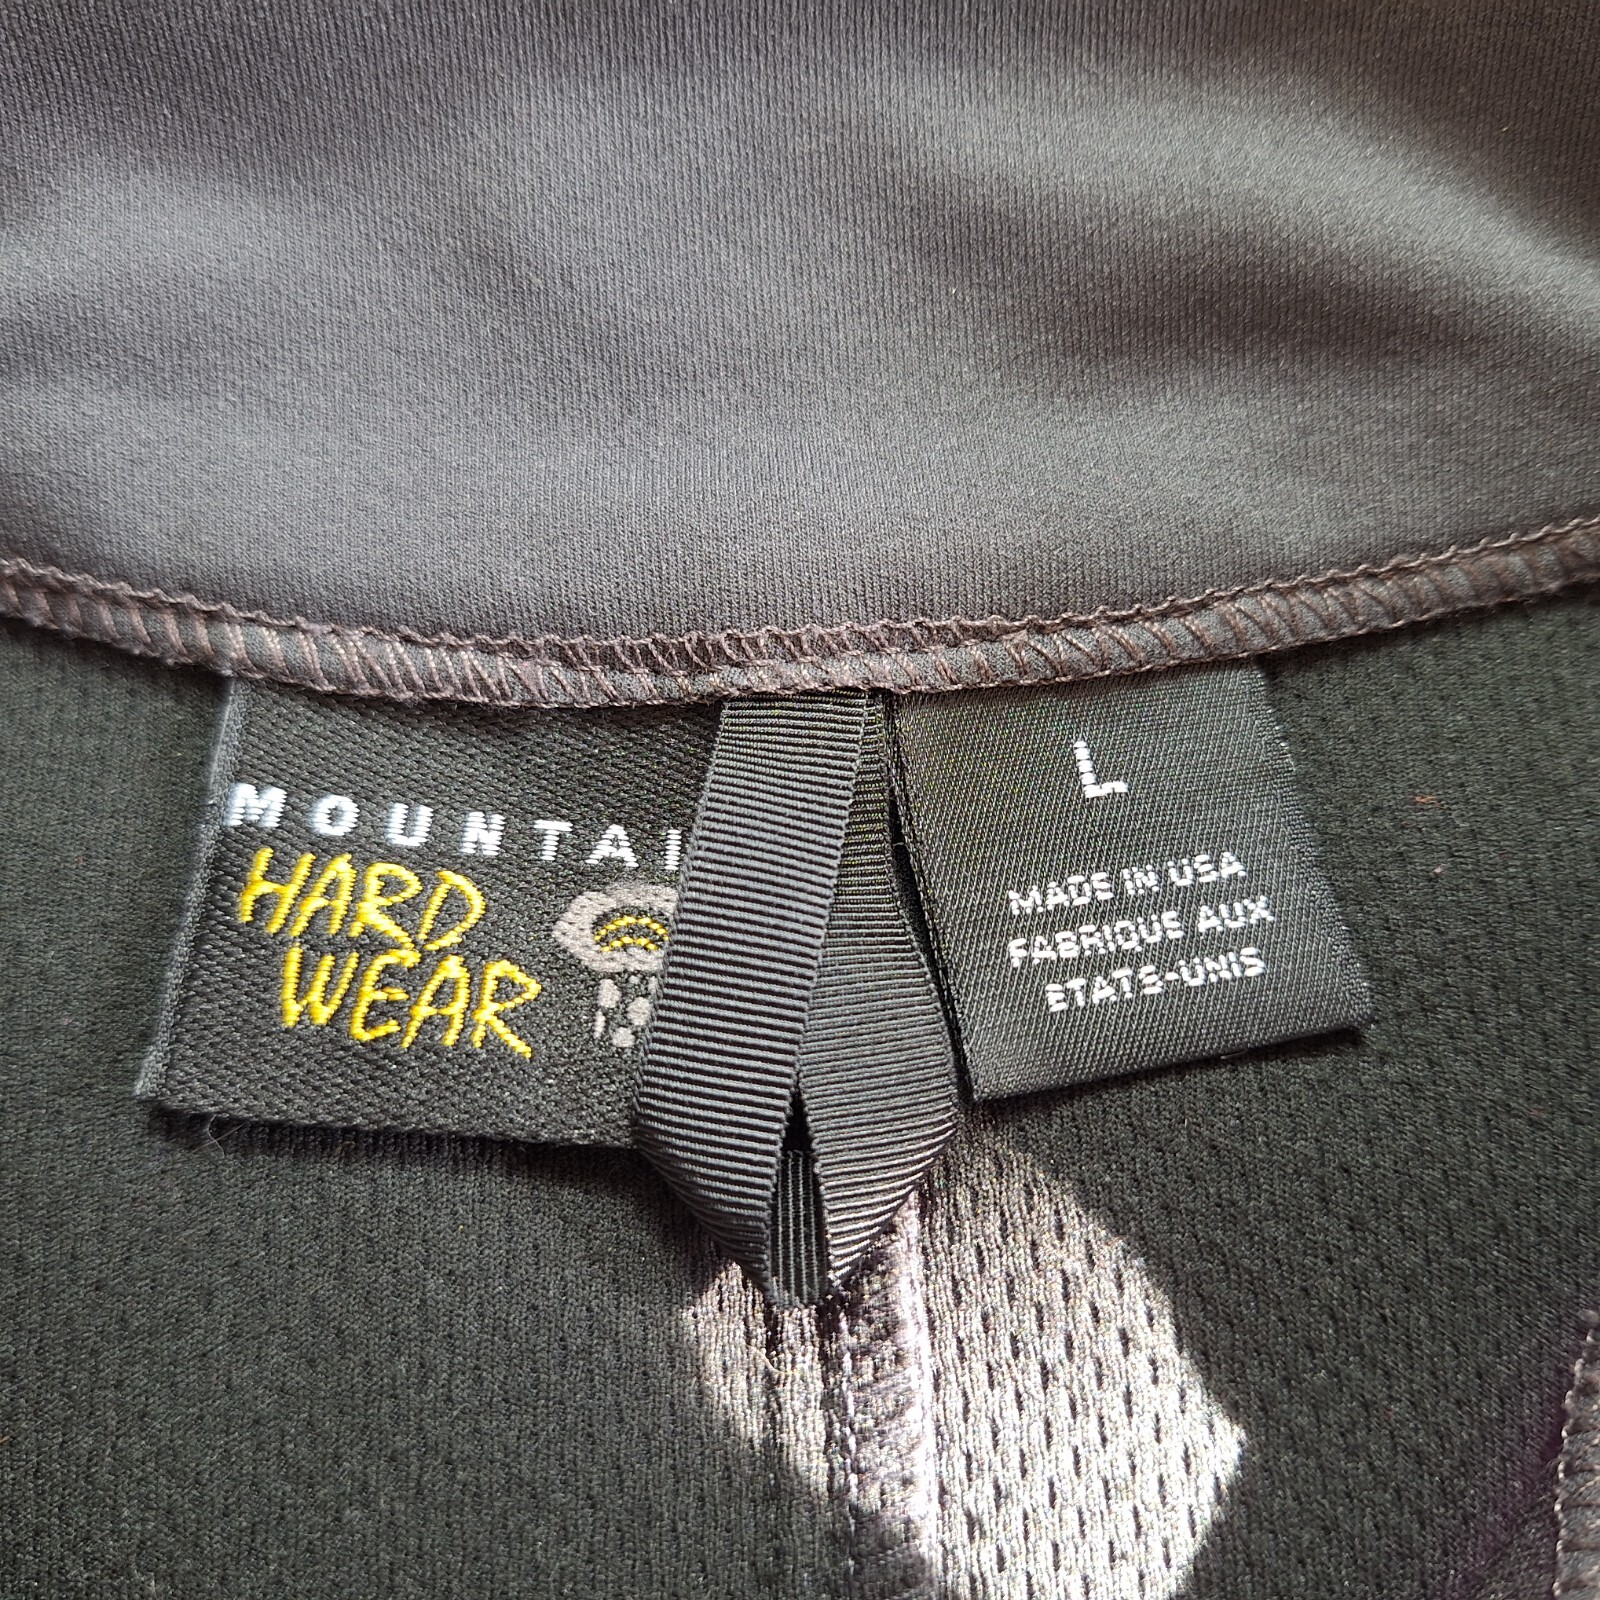 MOUNTAI
HARD
WEAR
L
MADE IN USA
FABRIQUE AUX
ETATS-UNIS